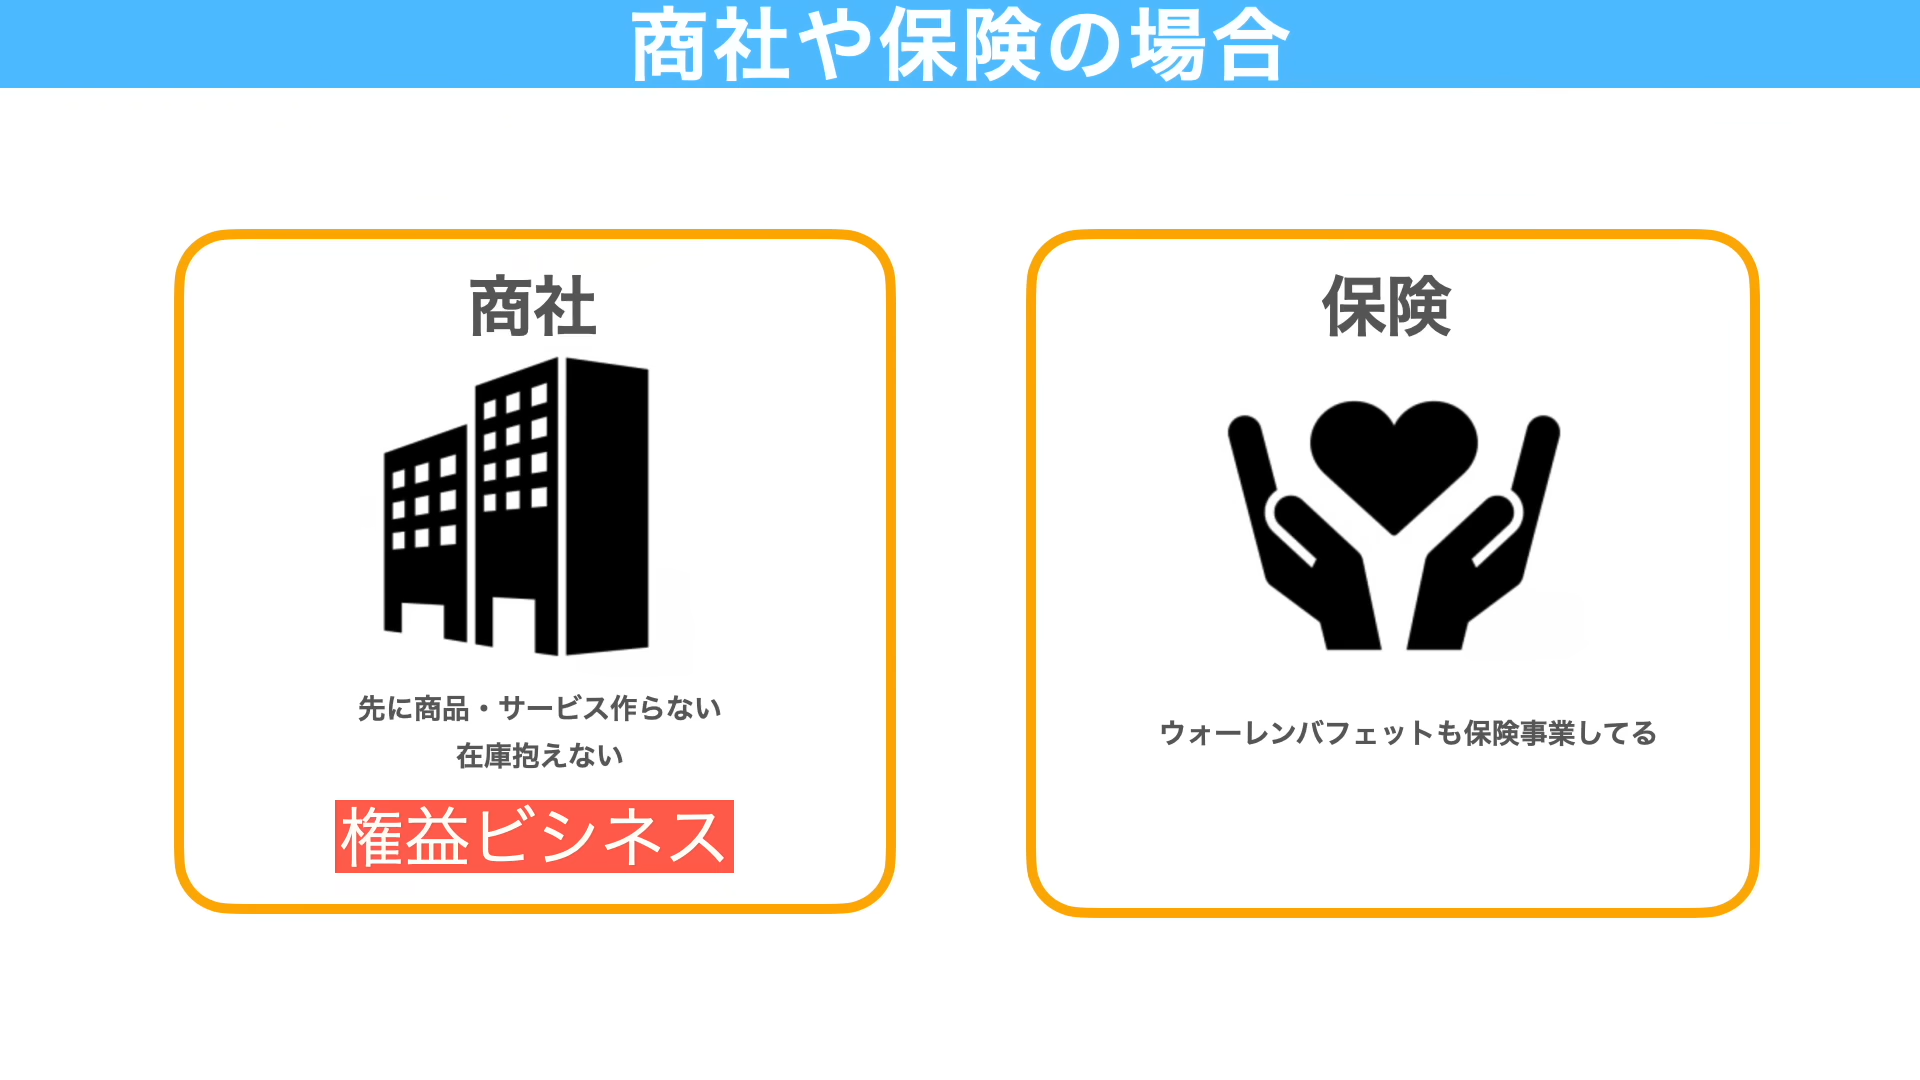 商社や保険の場合
商社
先に商品・サービス作らない
在庫抱えない
権益ビジネス
保険
ウォーレンバフェットも保険事業してる